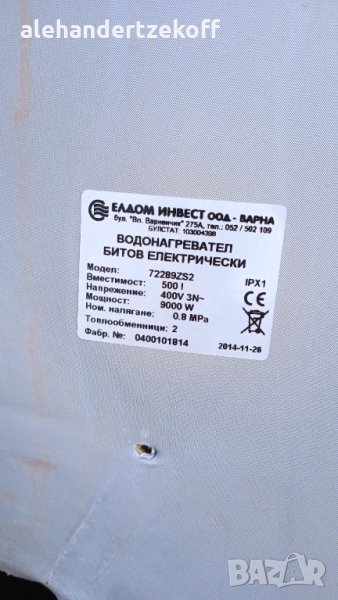 alehandertzekoff
ЕЛДОМ ИНВЕСТ ООД - ВАРНА
бул. "Вл. Варненчик" 275А, тел.: 052 / 502 109
БУЛСТАТ: 103004398
ВОДОНАГРЕВАТЕЛ
БИТОВ ЕЛЕКТРИЧЕСКИ
Модел: 72289ZS2 IPX1
Вместимост: 500 l
Напрежение: 400V 3N~
Мощност: 9000 W
Ном. налягане: 0.8 MPa
Топлообменници: 2
Фабр. №: 0400101814 2014-11-26
BAZAR